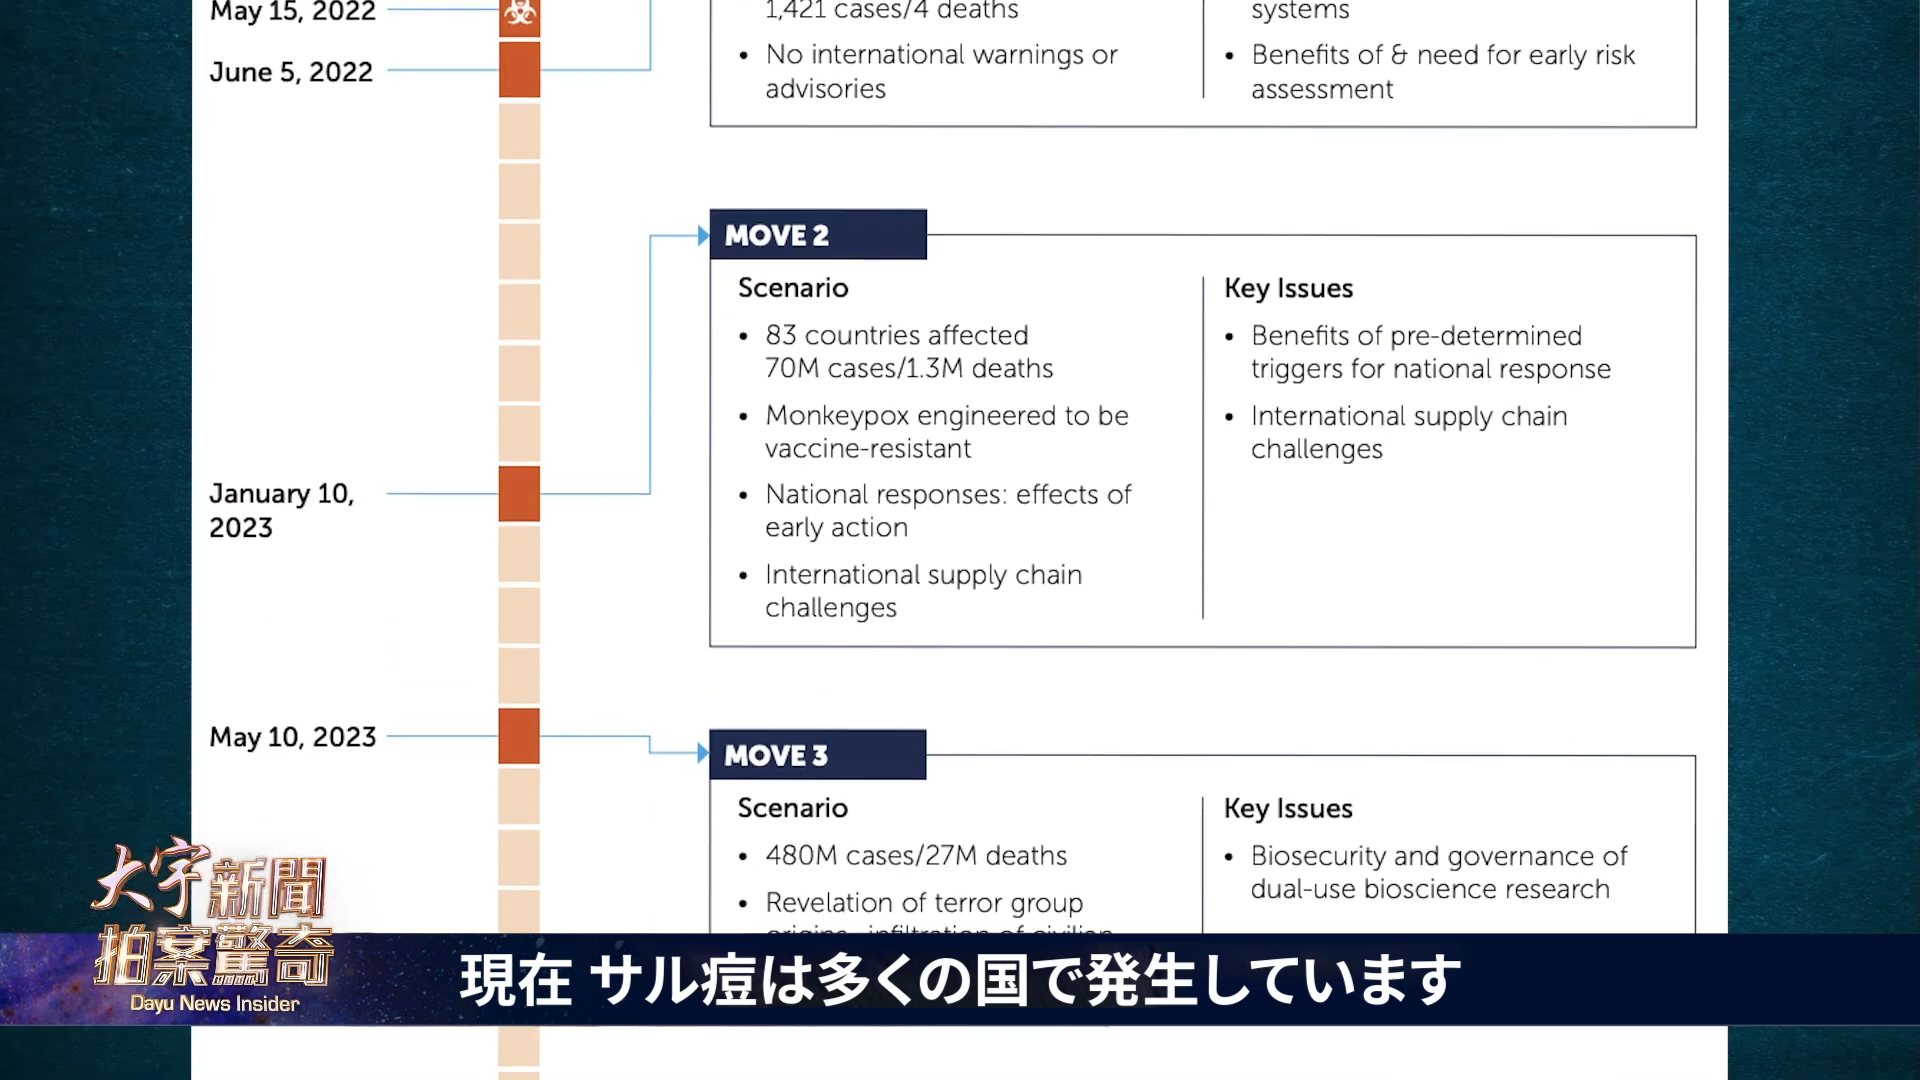 May 15, 2022
1,421 cases/4 deaths
systems
June 5, 2022
• No international warnings or
advisories
• Benefits of & need for early risk
assessment
MOVE 2
Scenario
• 83 countries affected
70M cases/1.3M deaths
• Monkeypox engineered to be
vaccine-resistant
• National responses: effects of
early action
• International supply chain
challenges
Key Issues
• Benefits of pre-determined
triggers for national response
• International supply chain
challenges
January 10,
2023
May 10, 2023
MOVE 3
Scenario
• 480M cases/27M deaths
• Revelation of terror group
origins, infiltration of civilian
Key Issues
• Biosecurity and governance of
dual-use bioscience research
大宇新聞
拍案驚奇
Dayu News Insider
現在 サル痘は多くの国で発生しています